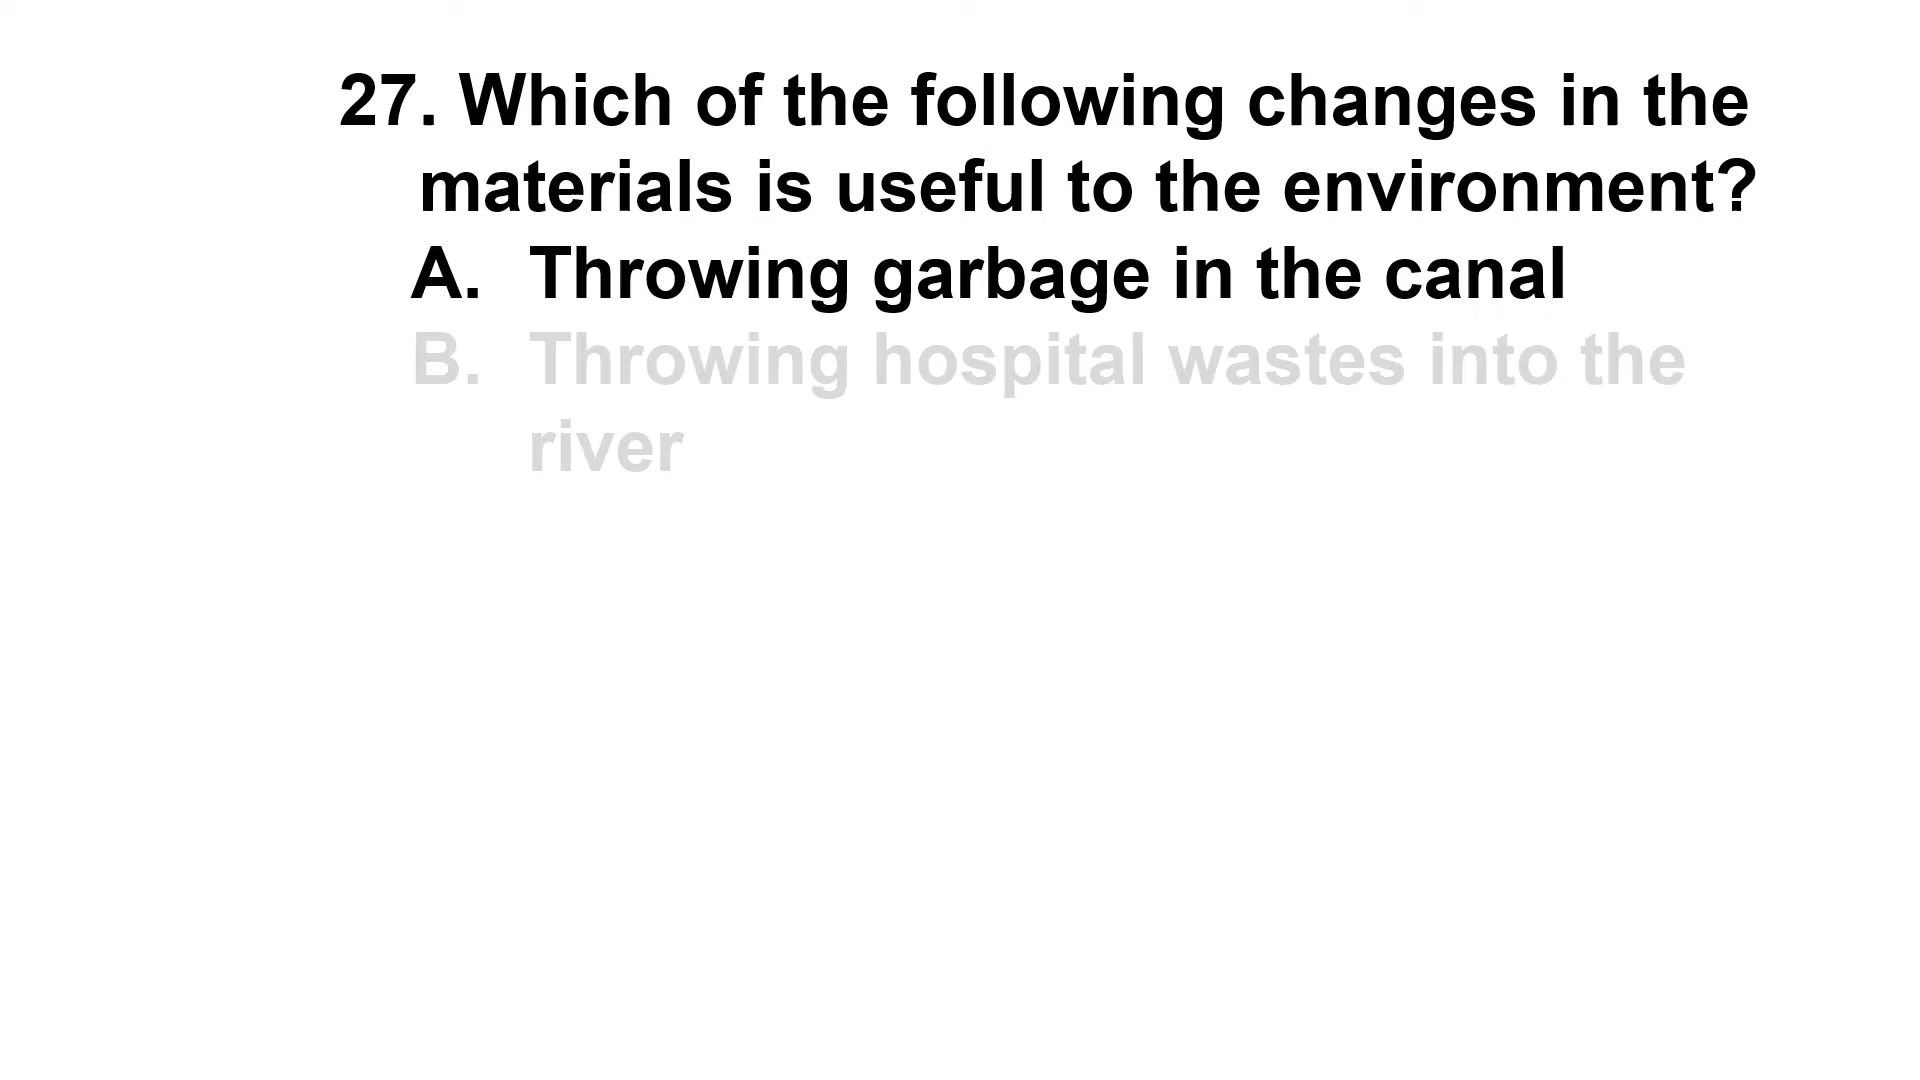 27. Which of the following changes in the
materials is useful to the environment?
A. Throwing garbage in the canal
B. Throwing hospital wastes into the
river